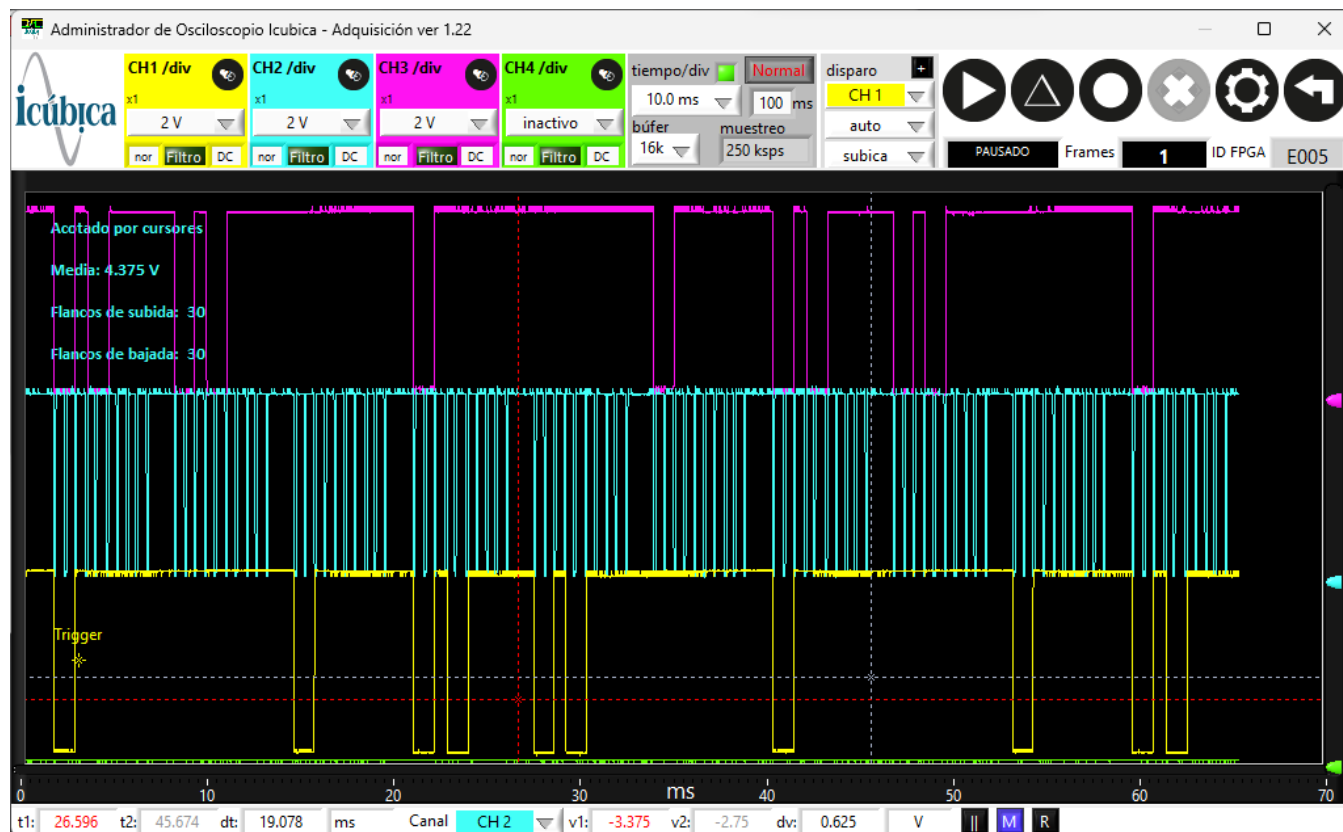 Administrador de Osciloscopio Icubica - Adquisición ver 1.22
icúbica
CH1 /div
x1
2 V
nor Filtro DC
CH2 /div
x1
2 V
nor Filtro DC
CH3 /div
x1
2 V
nor Filtro DC
CH4 /div
x1
inactivo
nor Filtro DC
tiempo/div Normal
10.0 ms 100 ms
búfer muestreo
16k 250 ksps
disparo +
CH 1
auto
subica
PAUSADO Frames 1 ID FPGA E005
Acotado por cursores
Media: 4.375 V
Flancos de subida: 30
Flancos de bajada: 30
Trigger
0 10 20 30 ms 40 50 60 70
t1: 26.596 t2: 45.674 dt: 19.078 ms Canal CH 2 v1: -3.375 v2: -2.75 dv: 0.625 V || M R